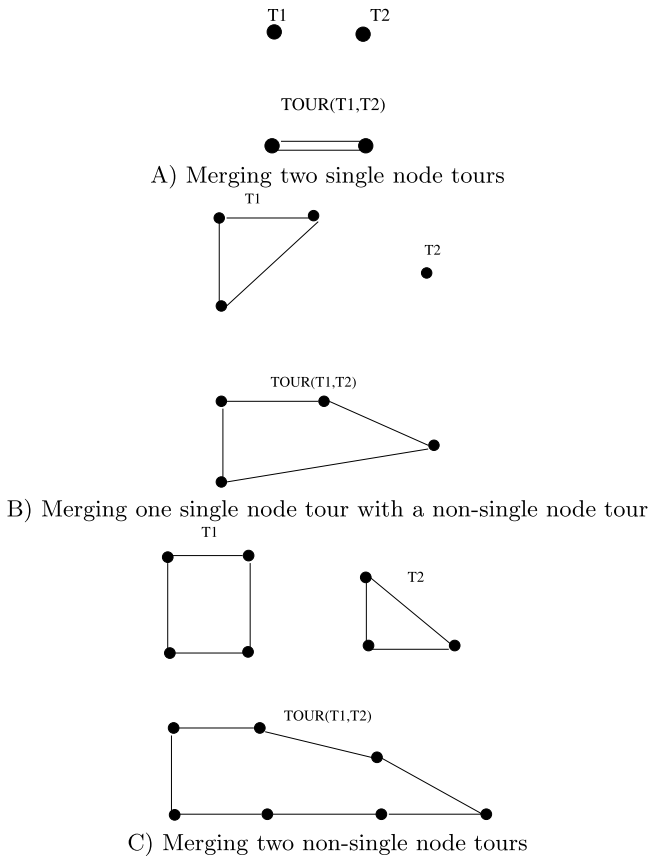 T1 T2
TOUR(T1,T2)
A) Merging two single node tours
T1
T2
TOUR(T1,T2)
B) Merging one single node tour with a non-single node tour
T1
T2
TOUR(T1,T2)
C) Merging two non-single node tours